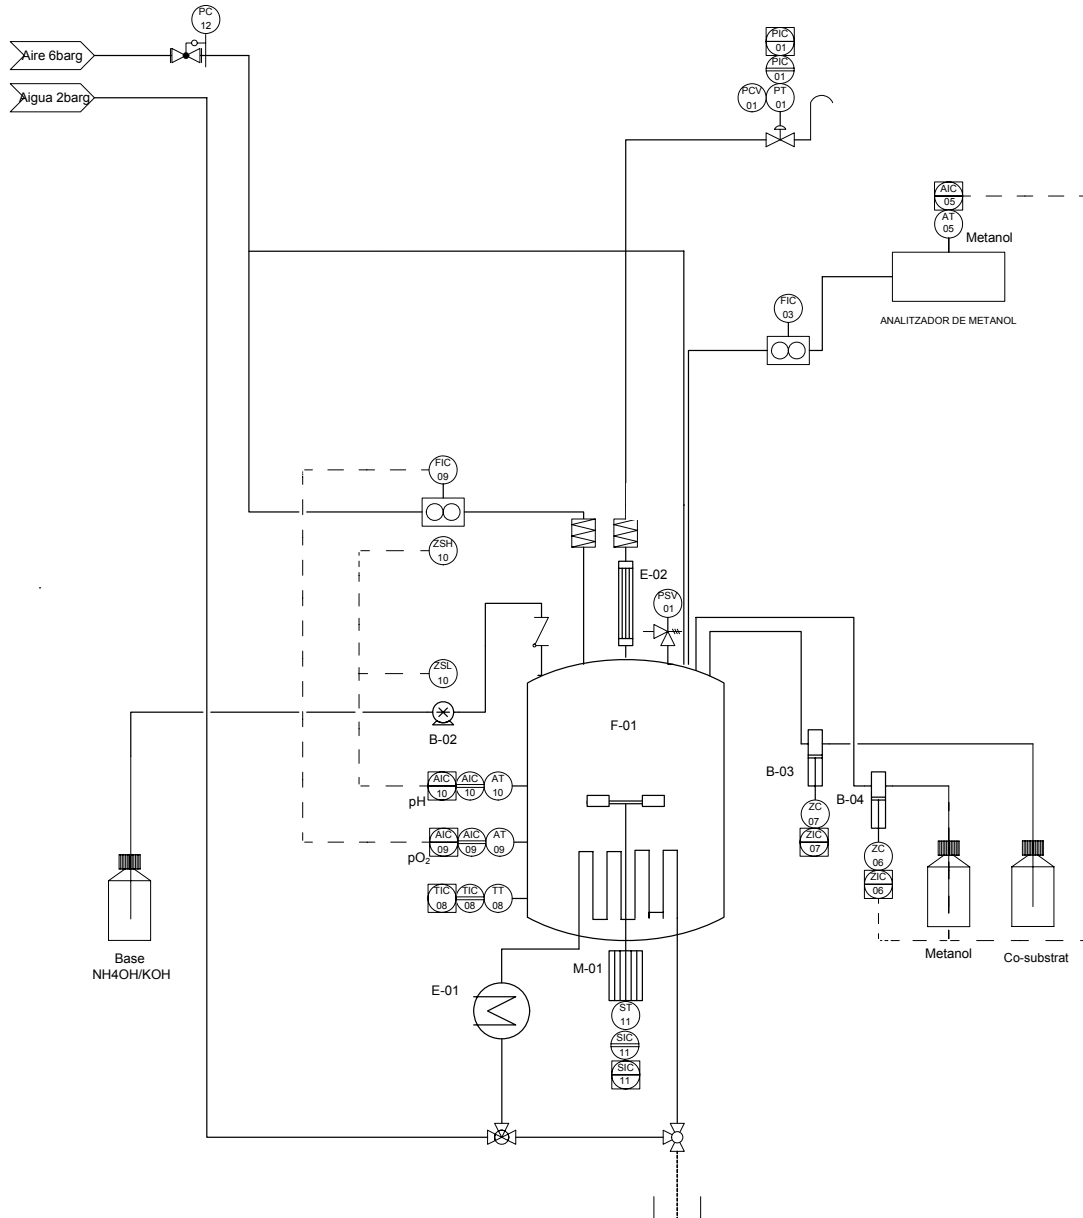 PC
12
Aire 6barg
Aigua 2barg
PIC
01
PIC
01
PCV
01
PT
01
AIC
05
AT
05
Metanol
ANALITZADOR DE METANOL
FIC
03
FIC
09
ZSH
10
E-02
PSV
01
ZSL
10
B-02
F-01
B-03
B-04
AIC
10
AIC
10
AT
10
pH
ZC
07
ZIC
07
AIC
09
AIC
09
AT
09
pO₂
ZC
06
ZIC
06
TIC
08
TIC
08
TT
08
Base
NH4OH/KOH
Metanol
Co-substrat
M-01
E-01
ST
11
SIC
11
SIC
11